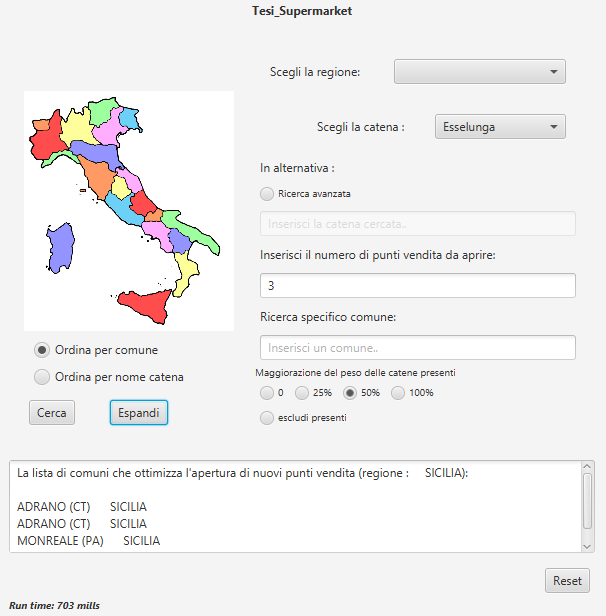 Tesi_Supermarket
Scegli la regione:
Scegli la catena : Esselunga
In alternativa :
Ricerca avanzata
Inserisci la catena cercata..
Inserisci il numero di punti vendita da aprire:
3
Ricerca specifico comune:
Inserisci un comune..
Ordina per comune
Ordina per nome catena
Maggiorazione del peso delle catene presenti
0 25% 50% 100%
escludi presenti
Cerca Espandi
La lista di comuni che ottimizza l'apertura di nuovi punti vendita (regione : SICILIA):
ADRANO (CT) SICILIA
ADRANO (CT) SICILIA
MONREALE (PA) SICILIA
Reset
Run time: 703 mills